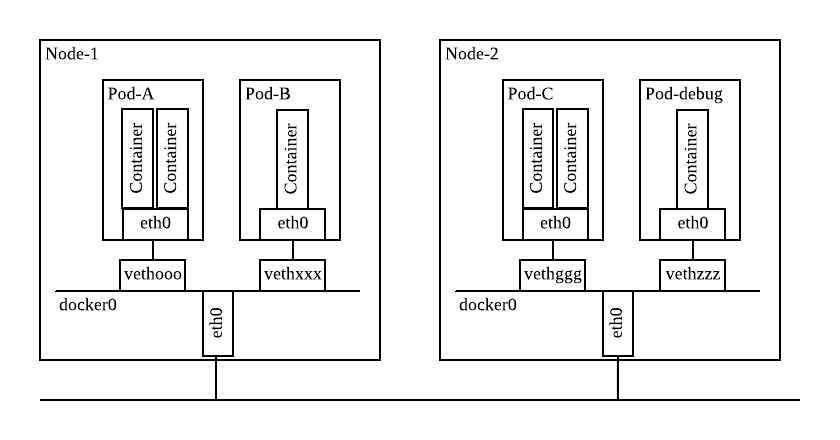 Node-1
Pod-A
Container
Container
eth0
vethooo
Pod-B
Container
eth0
vethxxx
docker0
eth0
Node-2
Pod-C
Container
Container
eth0
vethggg
Pod-debug
Container
eth0
vethzzz
docker0
eth0